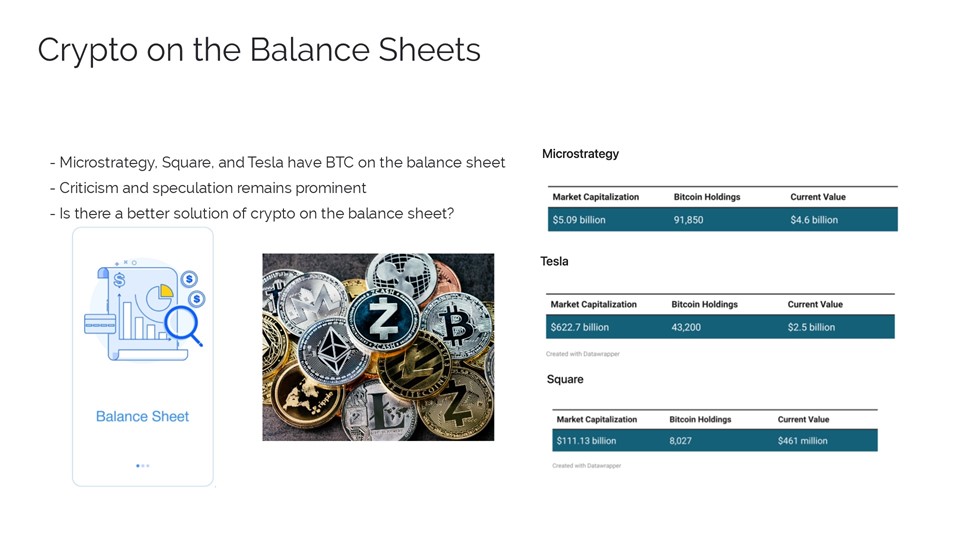 Crypto on the Balance Sheets
- Microstrategy, Square, and Tesla have BTC on the balance sheet
- Criticism and speculation remains prominent
- Is there a better solution of crypto on the balance sheet?
Balance Sheet
ZCASH
LITECOIN
ripple
Microstrategy
Market Capitalization Bitcoin Holdings Current Value
$5.09 billion 91,850 $4.6 billion
Tesla
Market Capitalization Bitcoin Holdings Current Value
$622.7 billion 43,200 $2.5 billion
Created with Datawrapper
Square
Market Capitalization Bitcoin Holdings Current Value
$111.13 billion 8,027 $461 million
Created with Datawrapper